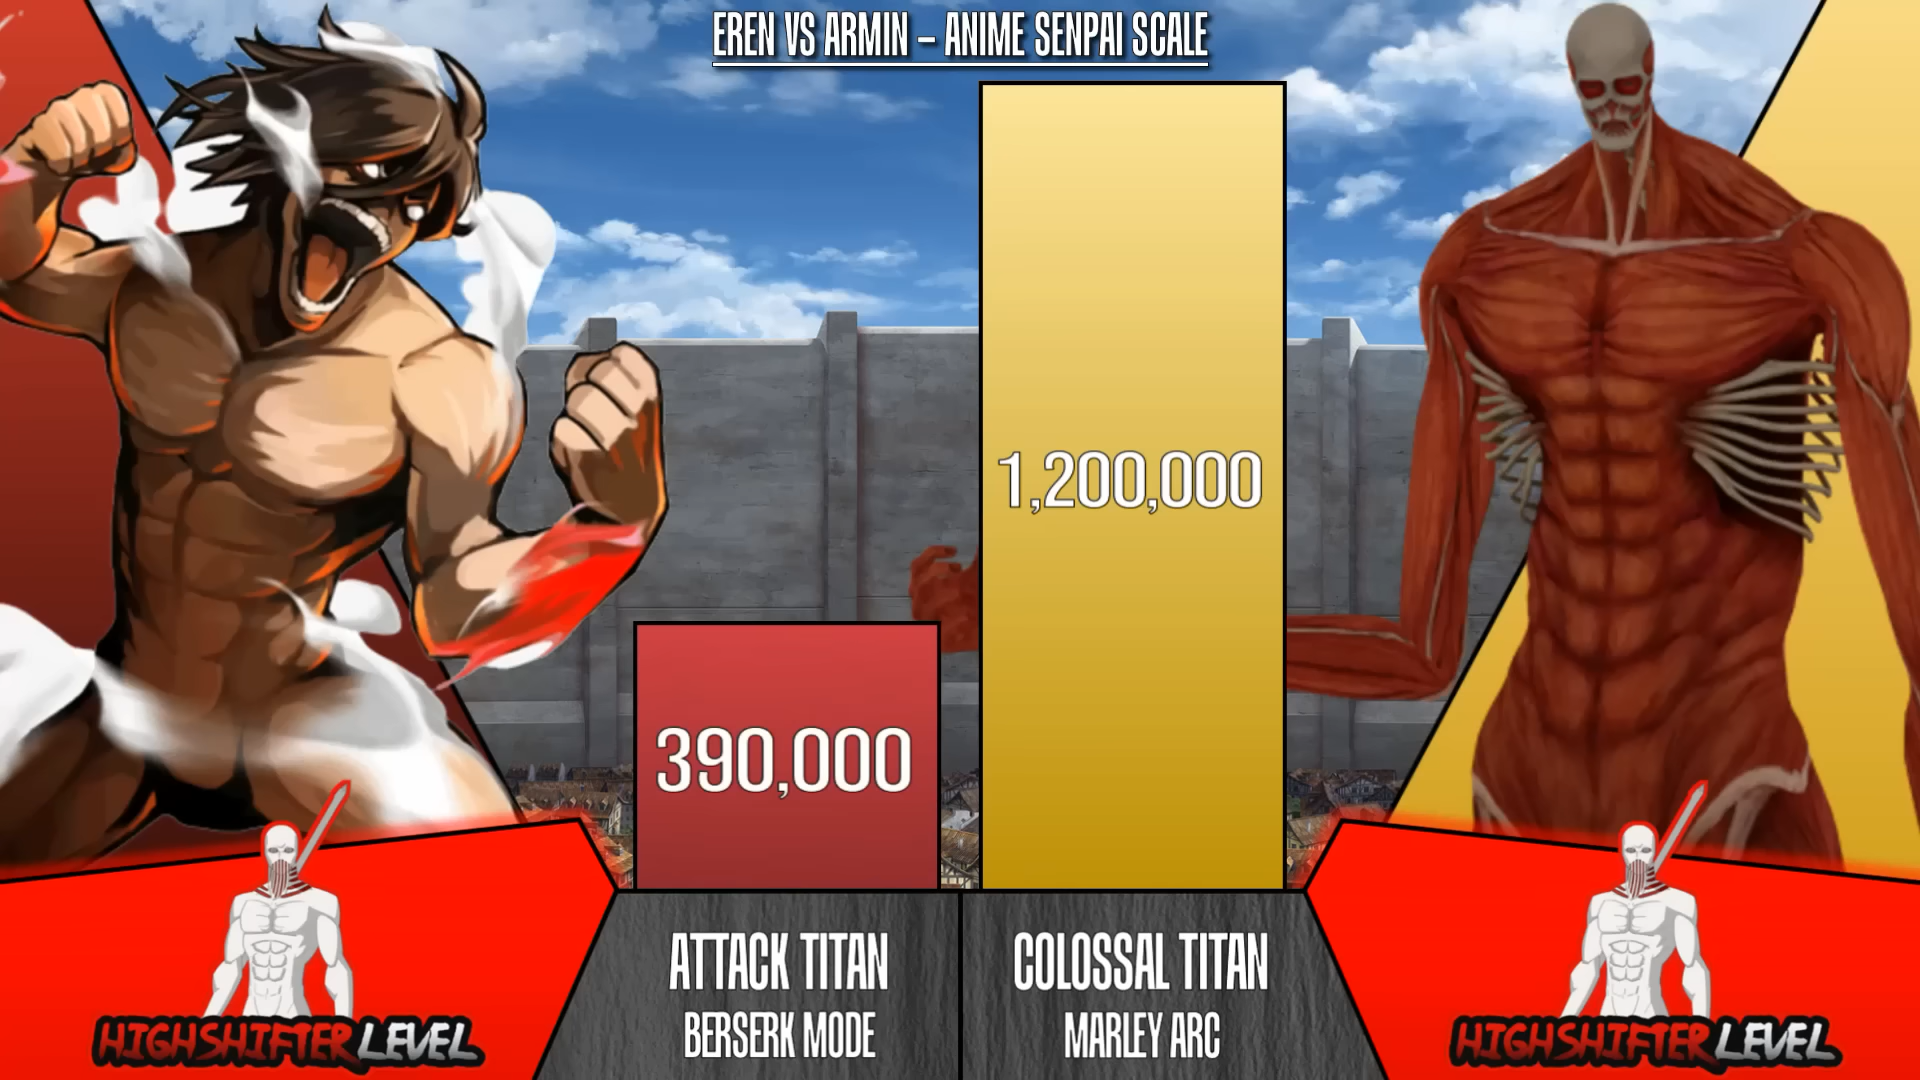 EREN VS ARMIN – ANIME SENPAI SCALE
1,200,000
390,000
ATTACK TITAN
BERSERK MODE
COLOSSAL TITAN
MARLEY ARC
HIGHSHIFTER LEVEL
HIGHSHIFTER LEVEL